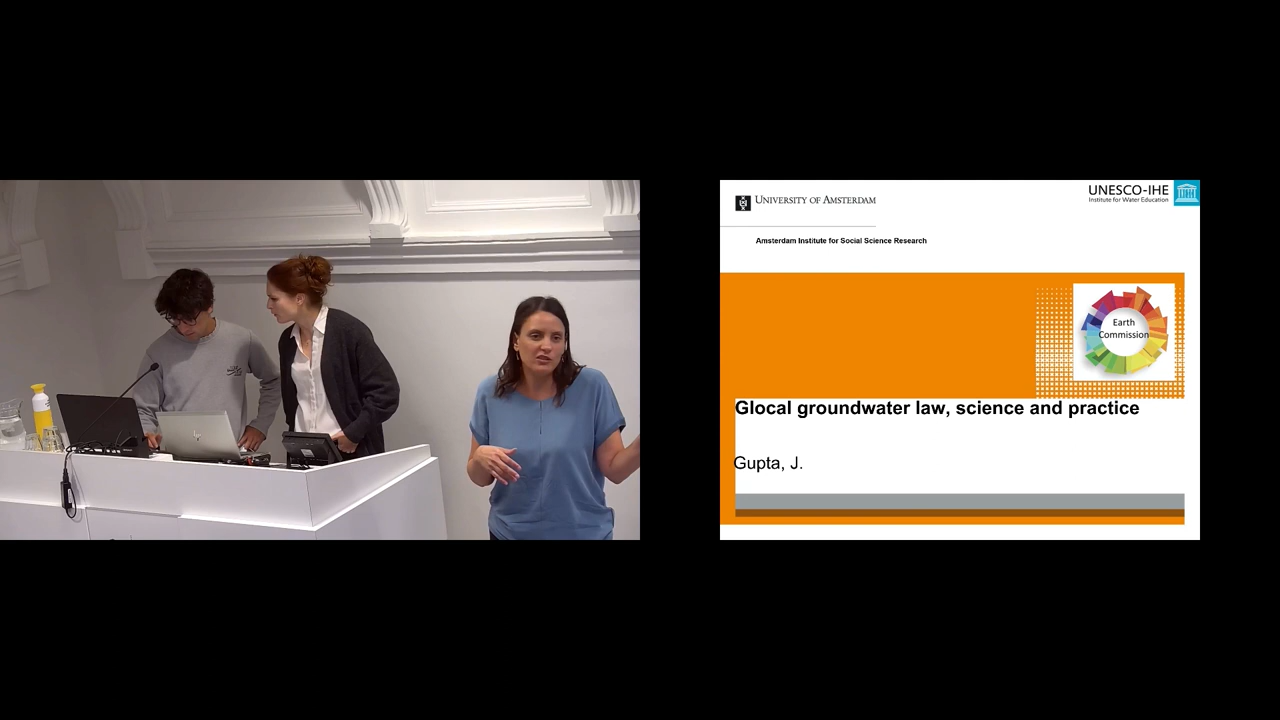 UNIVERSITY OF AMSTERDAM
UNESCO-IHE
Institute for Water Education
Amsterdam Institute for Social Science Research
Earth
Commission
Glocal groundwater law, science and practice
Gupta, J.